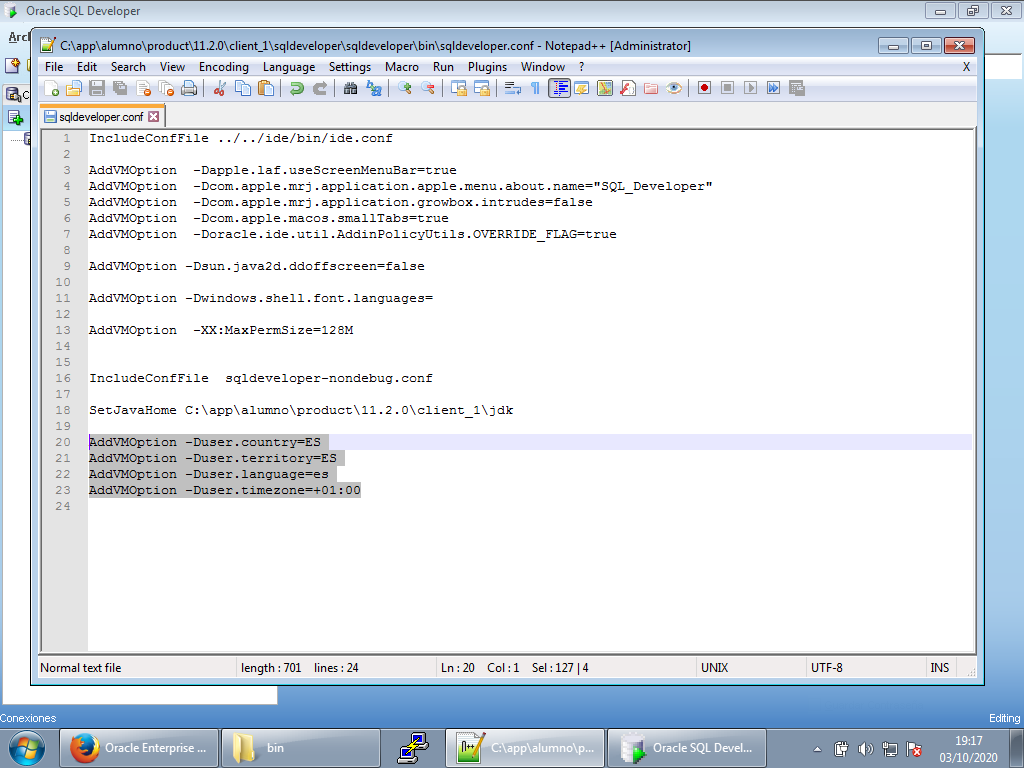 Oracle SQL Developer
Arc
C:\app\alumno\product\11.2.0\client_1\sqldeveloper\sqldeveloper\bin\sqldeveloper.conf - Notepad++ [Administrator]
File Edit Search View Encoding Language Settings Macro Run Plugins Window ? X
C
sqldeveloper.conf
1 IncludeConfFile ../../ide/bin/ide.conf
2
3 AddVMOption  -Dapple.laf.useScreenMenuBar=true
4 AddVMOption  -Dcom.apple.mrj.application.apple.menu.about.name="SQL_Developer"
5 AddVMOption  -Dcom.apple.mrj.application.growbox.intrudes=false
6 AddVMOption  -Dcom.apple.macos.smallTabs=true
7 AddVMOption  -Doracle.ide.util.AddinPolicyUtils.OVERRIDE_FLAG=true
8
9 AddVMOption -Dsun.java2d.ddoffscreen=false
10
11 AddVMOption -Dwindows.shell.font.languages=
12
13 AddVMOption  -XX:MaxPermSize=128M
14
15
16 IncludeConfFile  sqldeveloper-nondebug.conf
17
18 SetJavaHome C:\app\alumno\product\11.2.0\client_1\jdk
19
20 AddVMOption -Duser.country=ES
21 AddVMOption -Duser.territory=ES
22 AddVMOption -Duser.language=es
23 AddVMOption -Duser.timezone=+01:00
24
Normal text file length : 701 lines : 24 Ln : 20 Col : 1 Sel : 127 | 4 UNIX UTF-8 INS
Conexiones Editing
Oracle Enterprise ... bin C:\app\alumno\p... Oracle SQL Devel... 19:17
03/10/2020